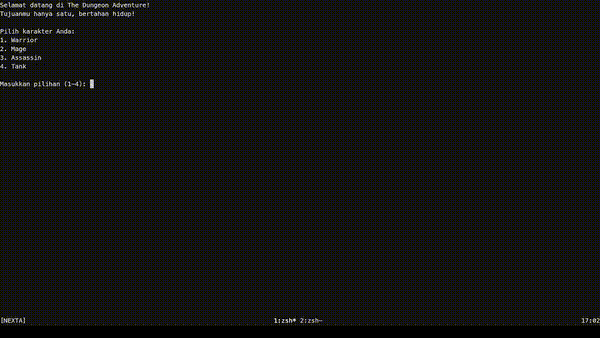 Selamat datang di The Dungeon Adventure!
Tujuanmu hanya satu, bertahan hidup!
Pilih karakter Anda:
1. Warrior
2. Mage
3. Assassin
4. Tank
Masukkan pilihan (1-4):
[NEXTA] 1:zsh* 2:zsh- 17:02